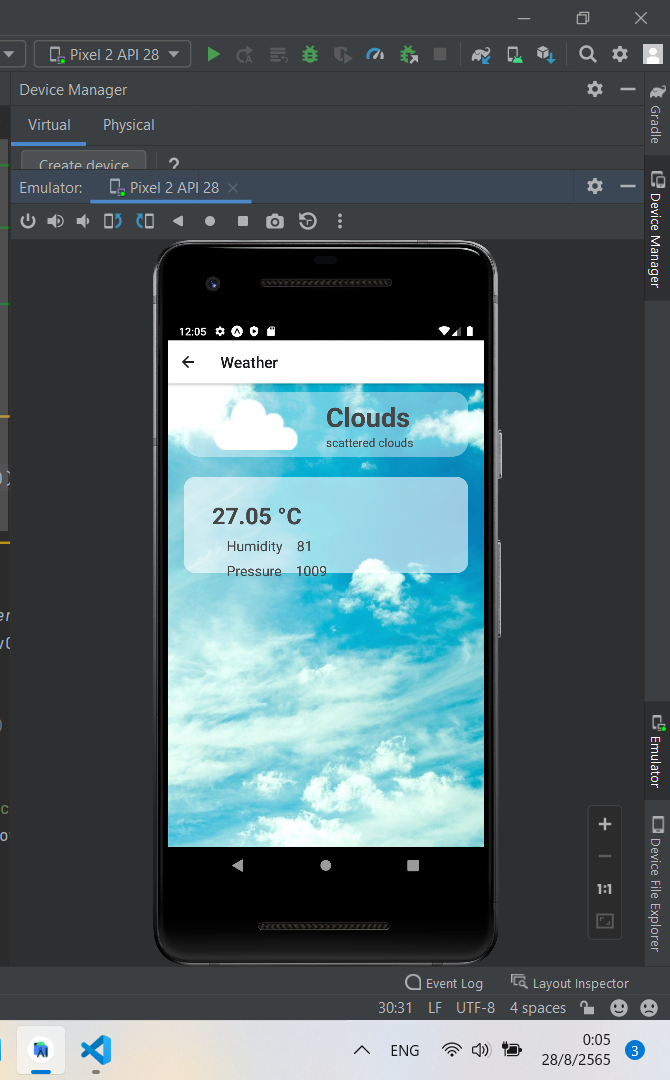 Pixel 2 API 28
Device Manager
Virtual Physical
Create device ?
Emulator: Pixel 2 API 28
12:05
Weather
Clouds
scattered clouds
27.05 °C
Humidity 81
Pressure 1009
1:1
Gradle
Device Manager
Emulator
Device File Explorer
Event Log Layout Inspector
30:31 LF UTF-8 4 spaces
ENG
0:05
28/8/2565
3